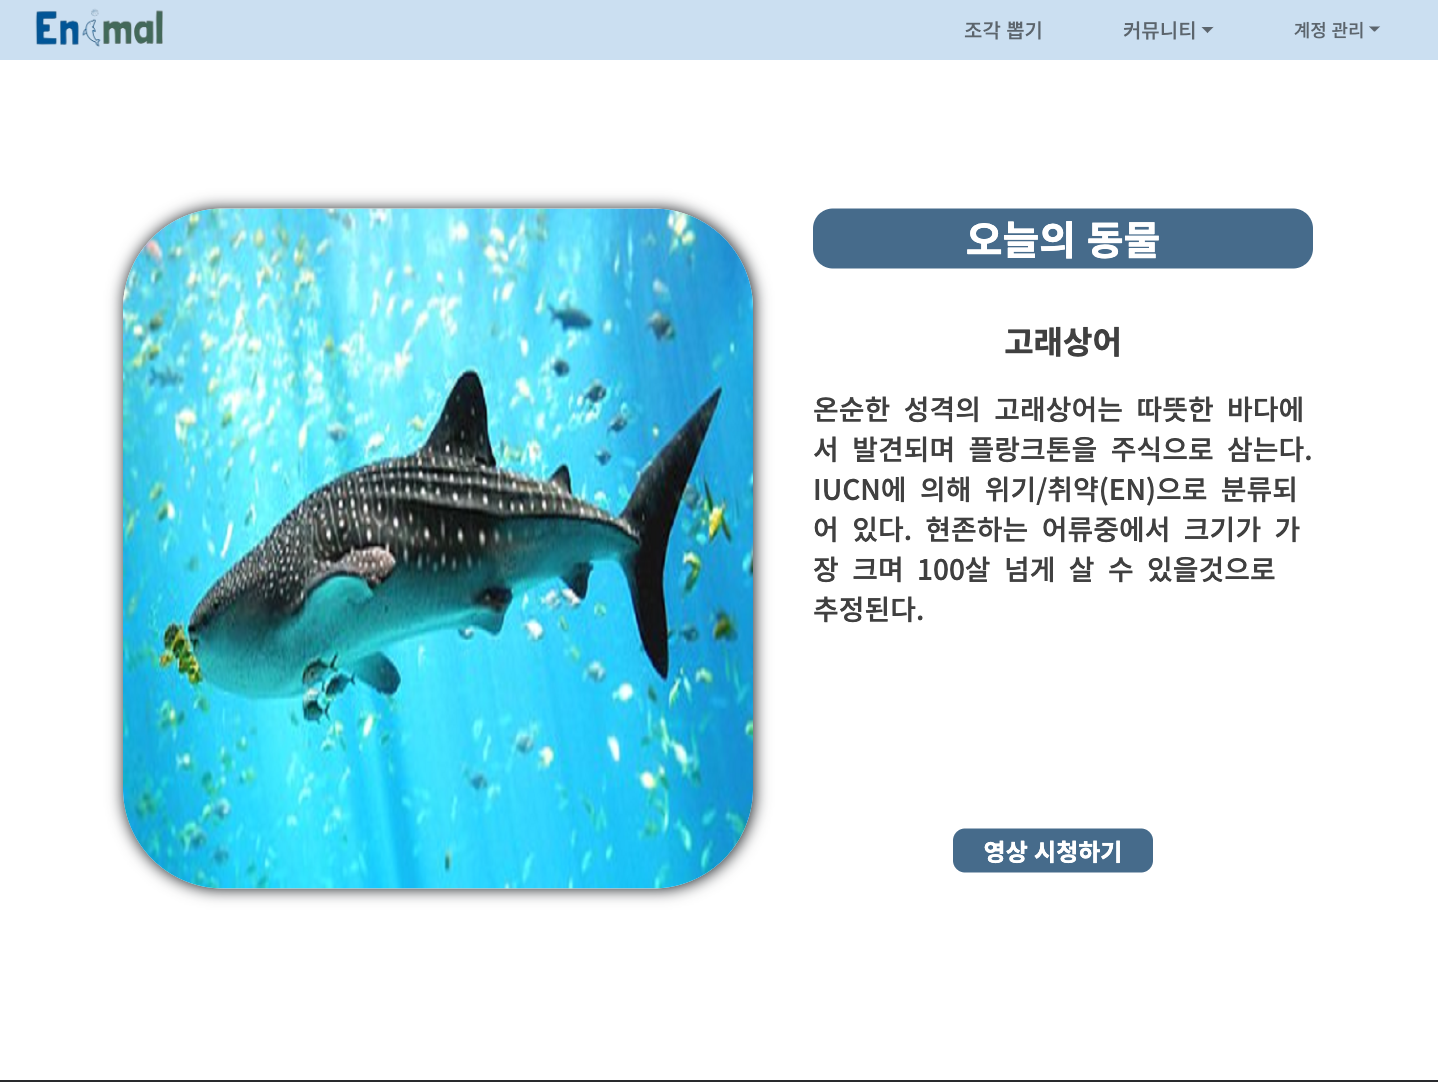 Enimal
조각 뽑기
커뮤니티
계정 관리
오늘의 동물
고래상어
온순한 성격의 고래상어는 따뜻한 바다에
서 발견되며 플랑크톤을 주식으로 삼는다.
IUCN에 의해 위기/취약(EN)으로 분류되
어 있다. 현존하는 어류중에서 크기가 가
장 크며 100살 넘게 살 수 있을것으로
추정된다.
영상 시청하기